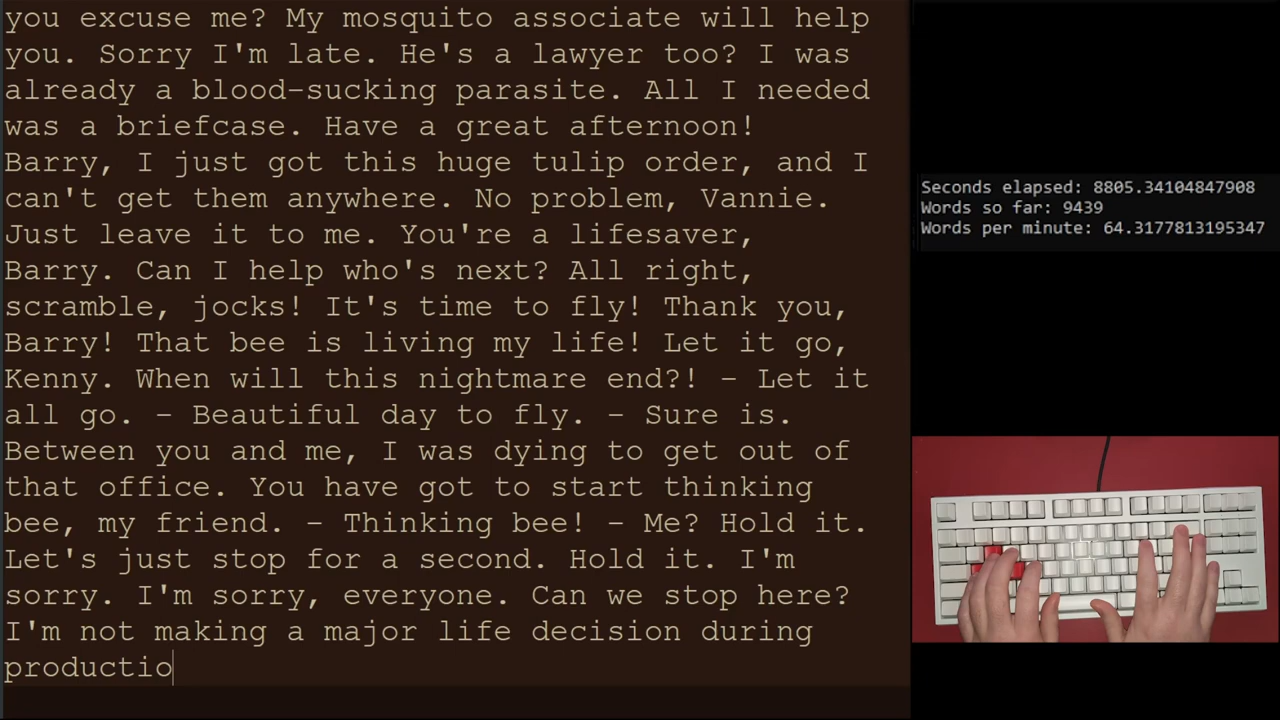 you excuse me? My mosquito associate will help
you. Sorry I'm late. He's a lawyer too? I was
already a blood-sucking parasite. All I needed
was a briefcase. Have a great afternoon!
Barry, I just got this huge tulip order, and I
can't get them anywhere. No problem, Vannie.
Just leave it to me. You're a lifesaver,
Barry. Can I help who's next? All right,
scramble, jocks! It's time to fly! Thank you,
Barry! That bee is living my life! Let it go,
Kenny. When will this nightmare end?! - Let it
all go. - Beautiful day to fly. - Sure is.
Between you and me, I was dying to get out of
that office. You have got to start thinking
bee, my friend. - Thinking bee! - Me? Hold it.
Let's just stop for a second. Hold it. I'm
sorry. I'm sorry, everyone. Can we stop here?
I'm not making a major life decision during
productio
Seconds elapsed: 8805.34104847908
Words so far: 9439
Words per minute: 64.3177813195347